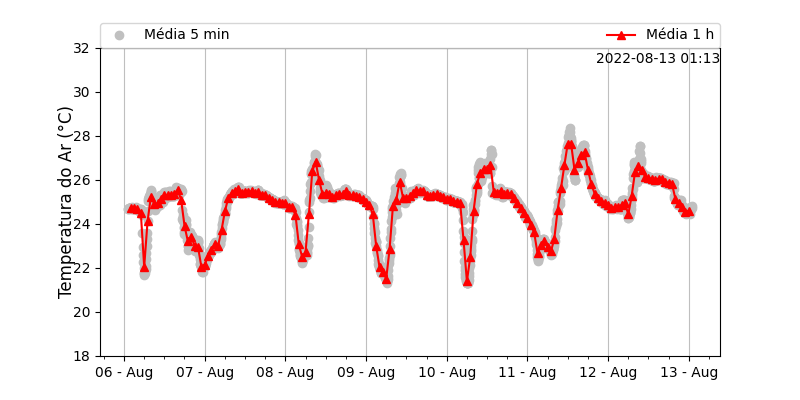 Média 5 min
Média 1 h
2022-08-13 01:13
Temperatura do Ar (°C)
32
30
28
26
24
22
20
18
06 - Aug
07 - Aug
08 - Aug
09 - Aug
10 - Aug
11 - Aug
12 - Aug
13 - Aug